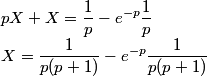 pX + X = \frac{1}{p} - e^{-p}\frac{1}{p}
X = \frac{1}{p(p+1)} - e^{-p}\frac{1}{p(p+1)}